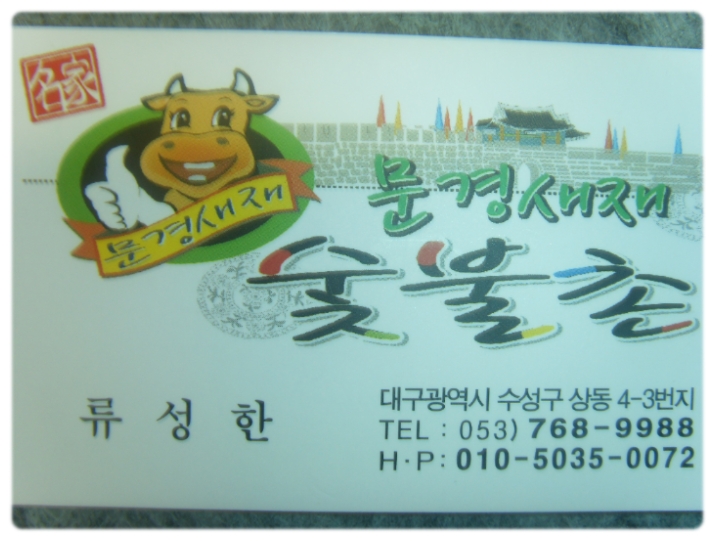 名家
문경새재
문경새재
숯불촌
류성한
대구광역시 수성구 상동 4-3번지
TEL : 053) 768-9988
H·P: 010-5035-0072